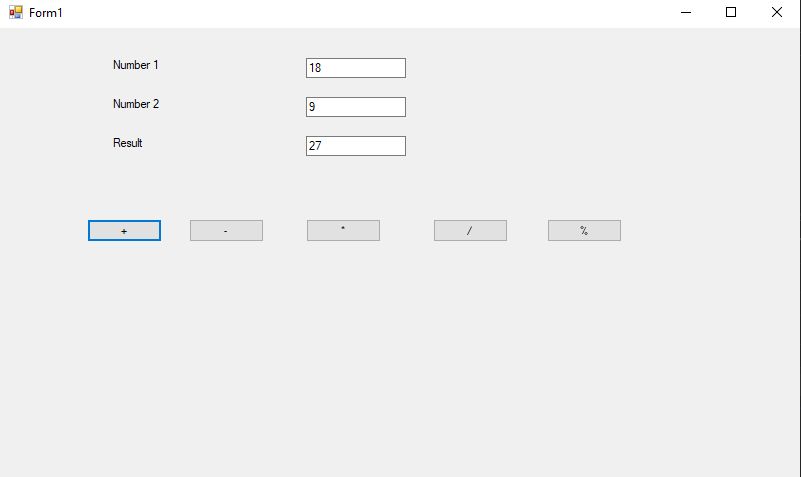 Form1
Number 1 18
Number 2 9
Result 27
+ - * / %